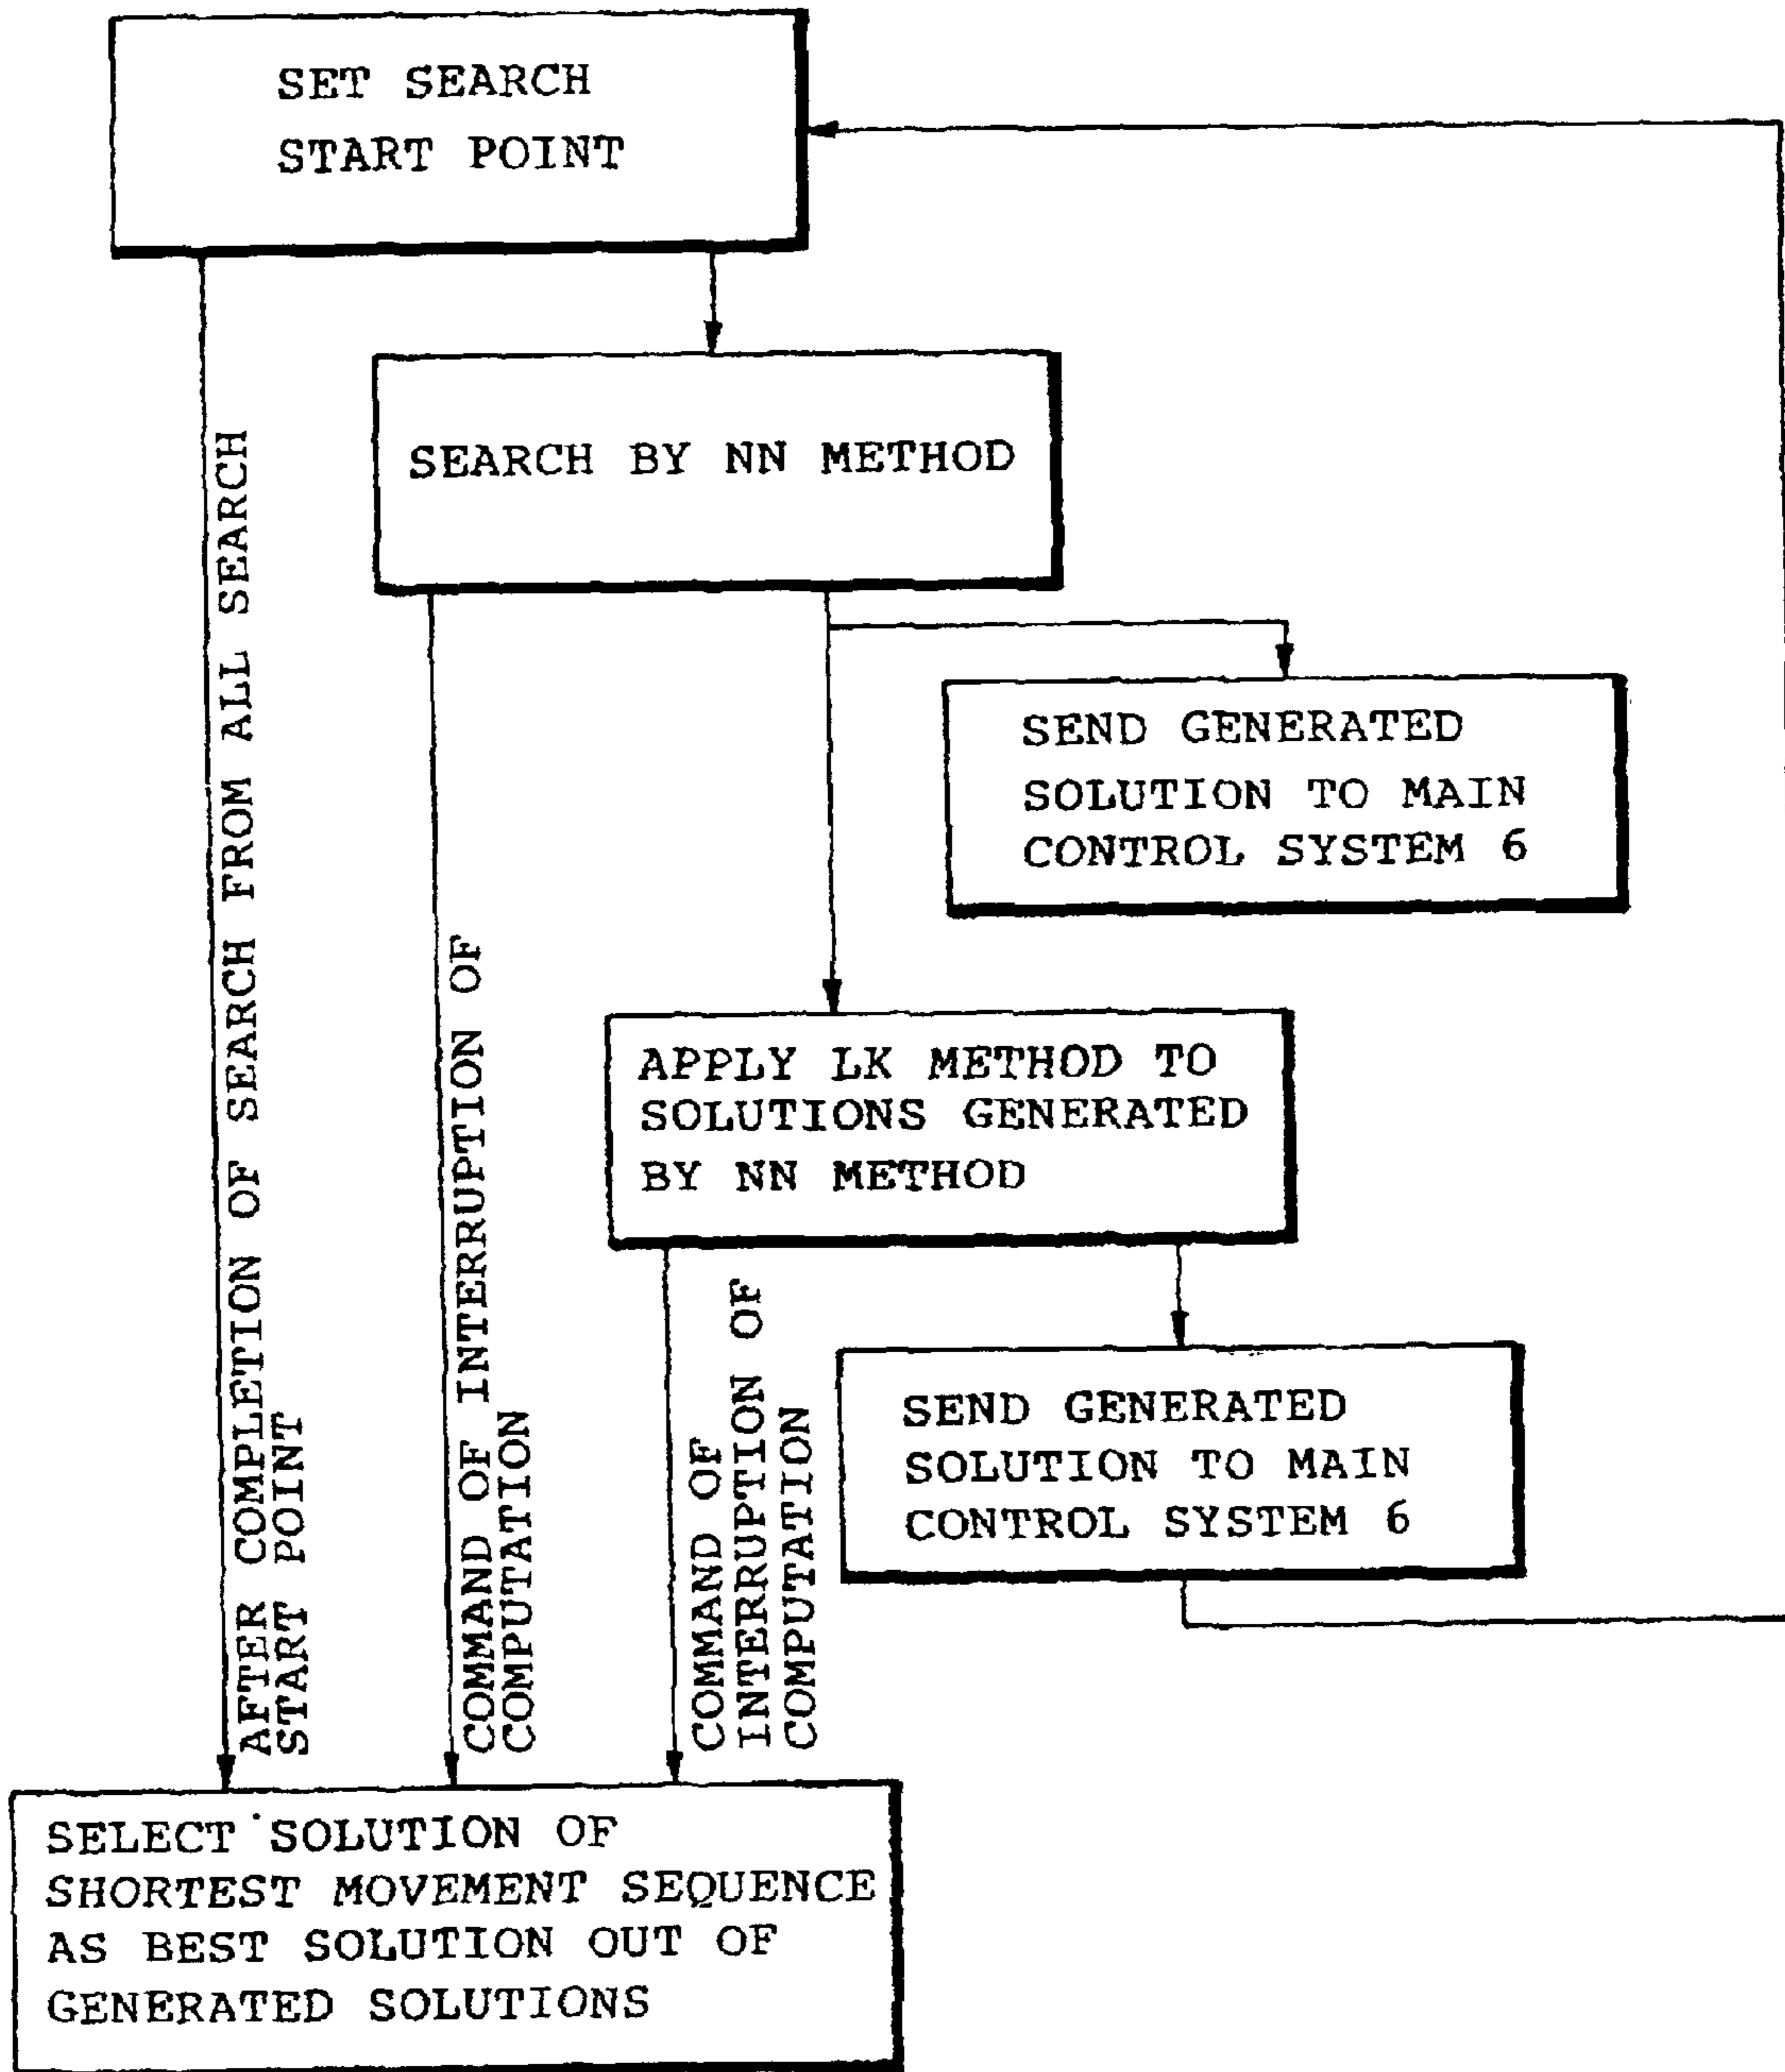 SET SEARCH
START POINT
SEARCH BY NN METHOD
SEND GENERATED
SOLUTION TO MAIN
CONTROL SYSTEM 6
APPLY LK METHOD TO
SOLUTIONS GENERATED
BY NN METHOD
SEND GENERATED
SOLUTION TO MAIN
CONTROL SYSTEM 6
AFTER COMPLETION OF SEARCH FROM ALL SEARCH
START POINT
COMMAND OF INTERRUPTION OF
COMPUTATION
COMMAND OF
INTERRUPTION OF
COMPUTATION
SELECT SOLUTION OF
SHORTEST MOVEMENT SEQUENCE
AS BEST SOLUTION OUT OF
GENERATED SOLUTIONS